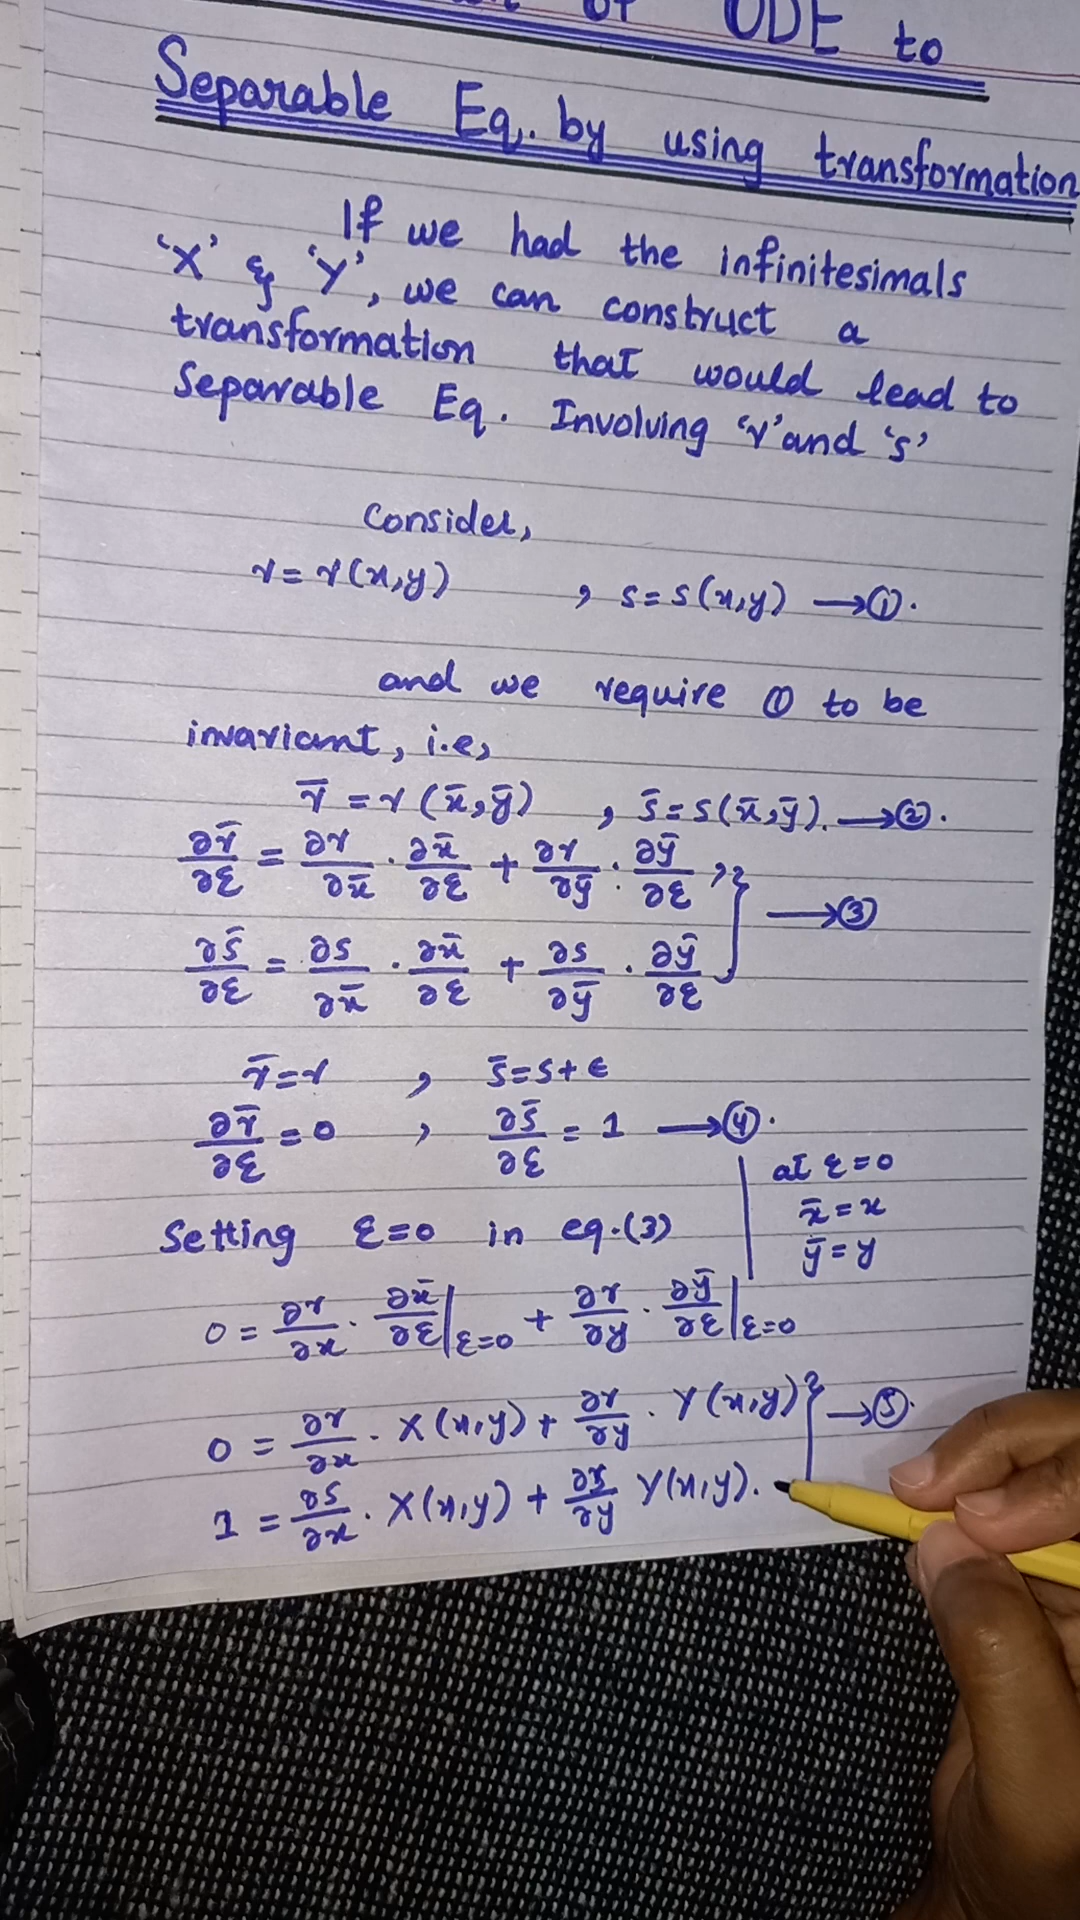 of ODE to
Separable Eq. by using transformation
If we had the infinitesimals
'X' & 'Y', we can construct a
transformation that would lead to
Separable Eq. Involving 'r' and 's'
Consider,
r = r(x,y) , s = s(x,y) → ①.
and we require ① to be
invariant, i.e,
r̄ = r(x̄,ȳ) , s̄ = s(x̄,ȳ). → ②.
∂r̄/∂ε = ∂r/∂x̄ · ∂x̄/∂ε + ∂r/∂ȳ · ∂ȳ/∂ε , } → ③
∂s̄/∂ε = ∂s/∂x̄ · ∂x̄/∂ε + ∂s/∂ȳ · ∂ȳ/∂ε
r̄ = r , s̄ = s + ε
∂r̄/∂ε = 0 , ∂s̄/∂ε = 1 → ④.
at ε = 0
x̄ = x
ȳ = y
Setting ε = 0 in eq.(3)
0 = ∂r/∂x · ∂x̄/∂ε|ε=0 + ∂r/∂y · ∂ȳ/∂ε|ε=0
0 = ∂r/∂x · X(x,y) + ∂r/∂y · Y(x,y) } → ⑤.
1 = ∂s/∂x · X(x,y) + ∂s/∂y Y(x,y).